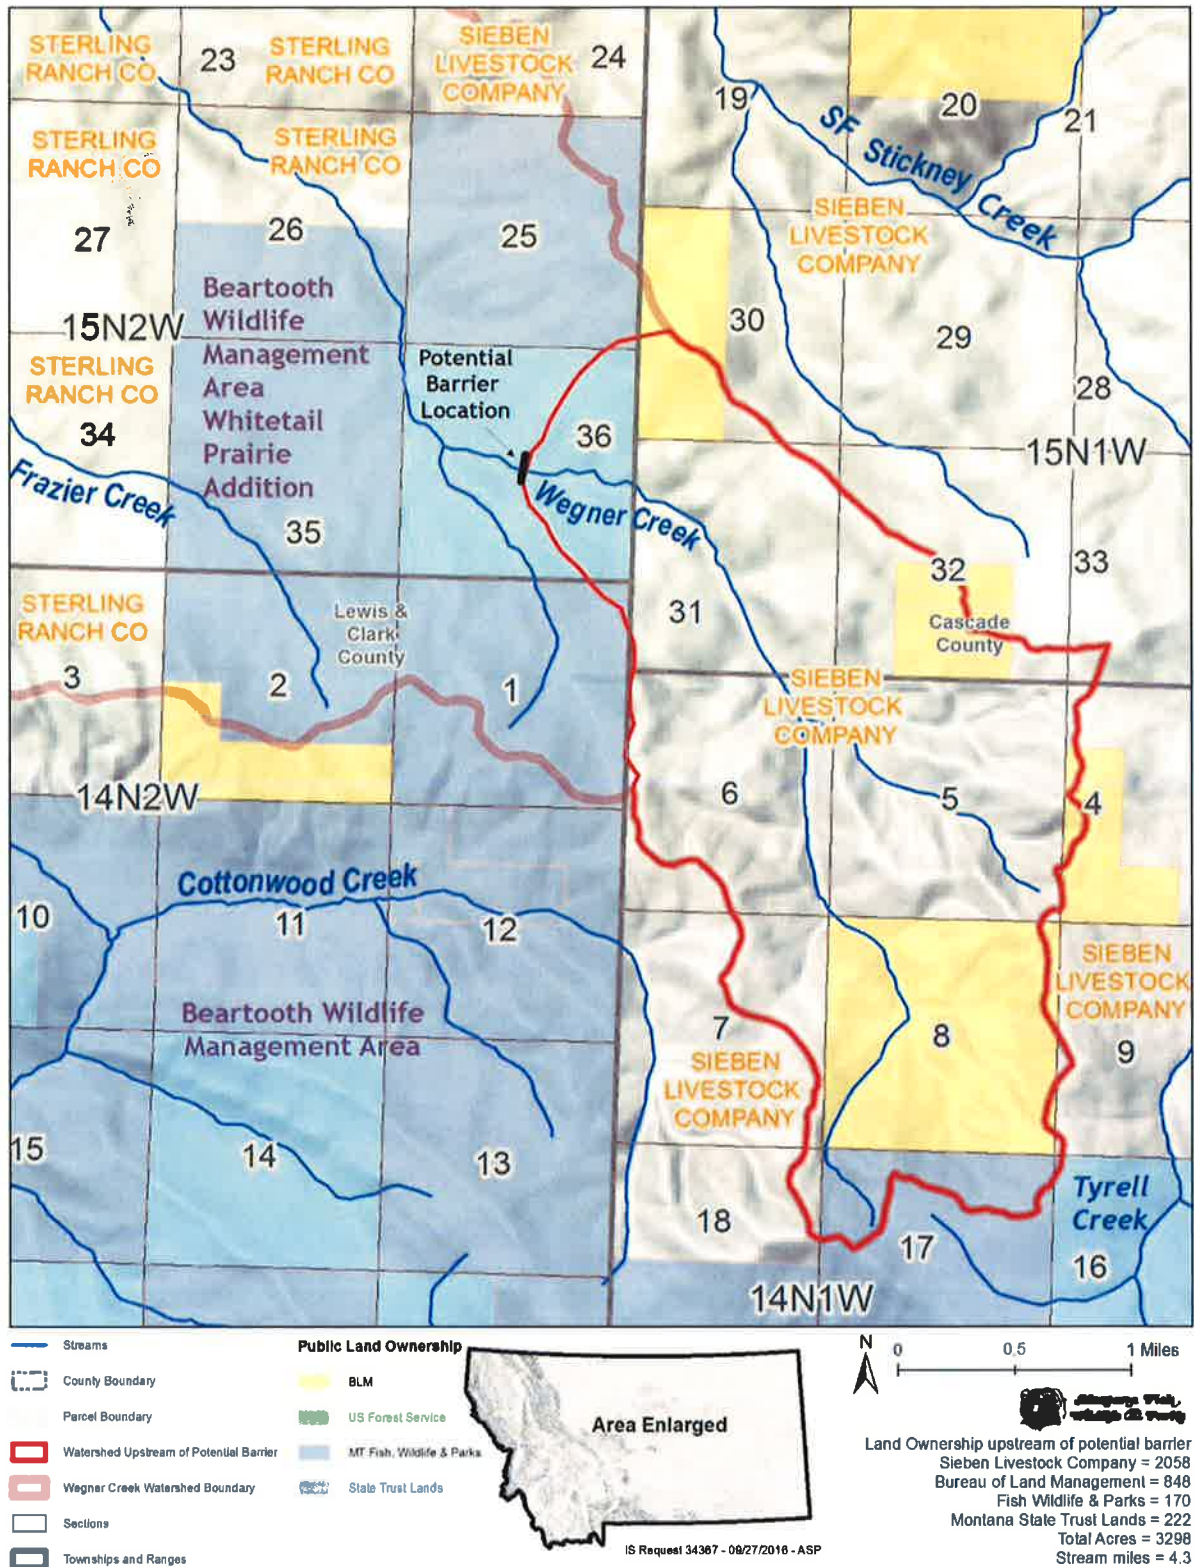 STERLING
RANCH CO
23
STERLING
RANCH CO
SIEBEN
LIVESTOCK
COMPANY
24
19
20
21
SF Stickney Creek
STERLING
RANCH CO
STERLING
RANCH CO
27
26
25
SIEBEN
LIVESTOCK
COMPANY
Beartooth
Wildlife
Management
Area
Whitetail
Prairie
Addition
15N2W
30
29
28
STERLING
RANCH CO
34
Potential
Barrier
Location
36
15N1W
Frazier Creek
35
Wegner Creek
32
33
31
STERLING
RANCH CO
3
Lewis &
Clark
County
Cascade
County
2
1
SIEBEN
LIVESTOCK
COMPANY
14N2W
6
5
4
Cottonwood Creek
10
11
12
SIEBEN
LIVESTOCK
COMPANY
Beartooth Wildlife
Management Area
7
8
9
SIEBEN
LIVESTOCK
COMPANY
15
14
13
18
17
Tyrell
Creek
16
14N1W
Streams
County Boundary
Parcel Boundary
Watershed Upstream of Potential Barrier
Wegner Creek Watershed Boundary
Sections
Townships and Ranges
Public Land Ownership
BLM
US Forest Service
MT Fish, Wildlife & Parks
State Trust Lands
Area Enlarged
IS Request 34367 - 09/27/2016 - ASP
N
0 0.5 1 Miles
Land Ownership upstream of potential barrier
Sieben Livestock Company = 2058
Bureau of Land Management = 848
Fish Wildlife & Parks = 170
Montana State Trust Lands = 222
Total Acres = 3298
Stream miles = 4.3